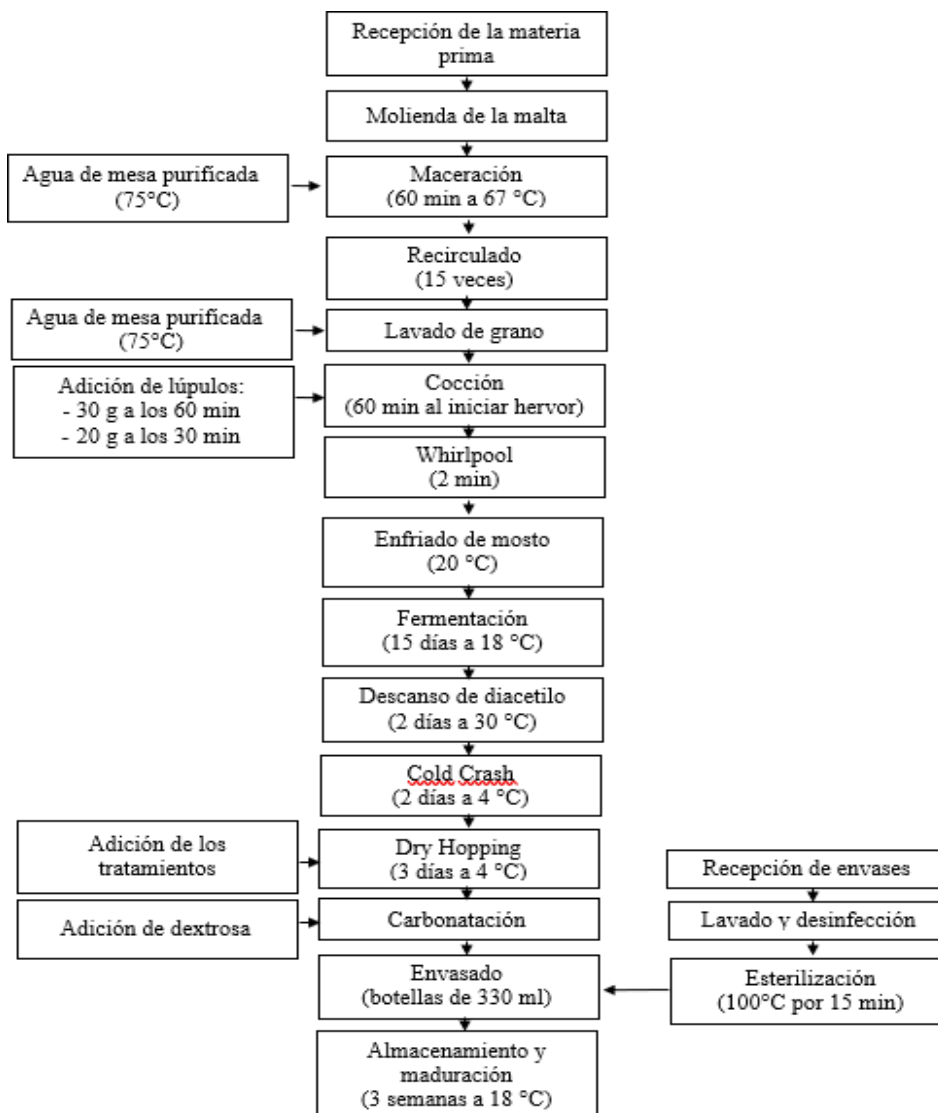 Recepción de la materia
prima
Molienda de la malta
Agua de mesa purificada
(75°C)
Maceración
(60 min a 67 °C)
Recirculado
(15 veces)
Agua de mesa purificada
(75°C)
Lavado de grano
Adición de lúpulos:
- 30 g a los 60 min
- 20 g a los 30 min
Cocción
(60 min al iniciar hervor)
Whirlpool
(2 min)
Enfriado de mosto
(20 °C)
Fermentación
(15 días a 18 °C)
Descanso de diacetilo
(2 días a 30 °C)
Cold Crash
(2 días a 4 °C)
Adición de los
tratamientos
Dry Hopping
(3 días a 4 °C)
Adición de dextrosa
Carbonatación
Recepción de envases
Lavado y desinfección
Esterilización
(100°C por 15 min)
Envasado
(botellas de 330 ml)
Almacenamiento y
maduración
(3 semanas a 18 °C)